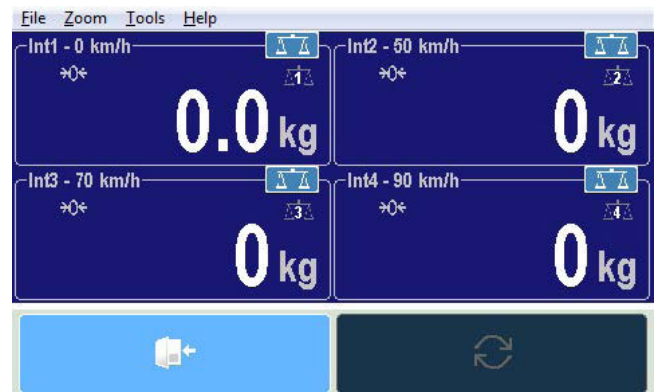 File Zoom Tools Help
Int1 - 0 km/h
1
0.0 kg
Int2 - 50 km/h
2
0 kg
Int3 - 70 km/h
3
0 kg
Int4 - 90 km/h
4
0 kg